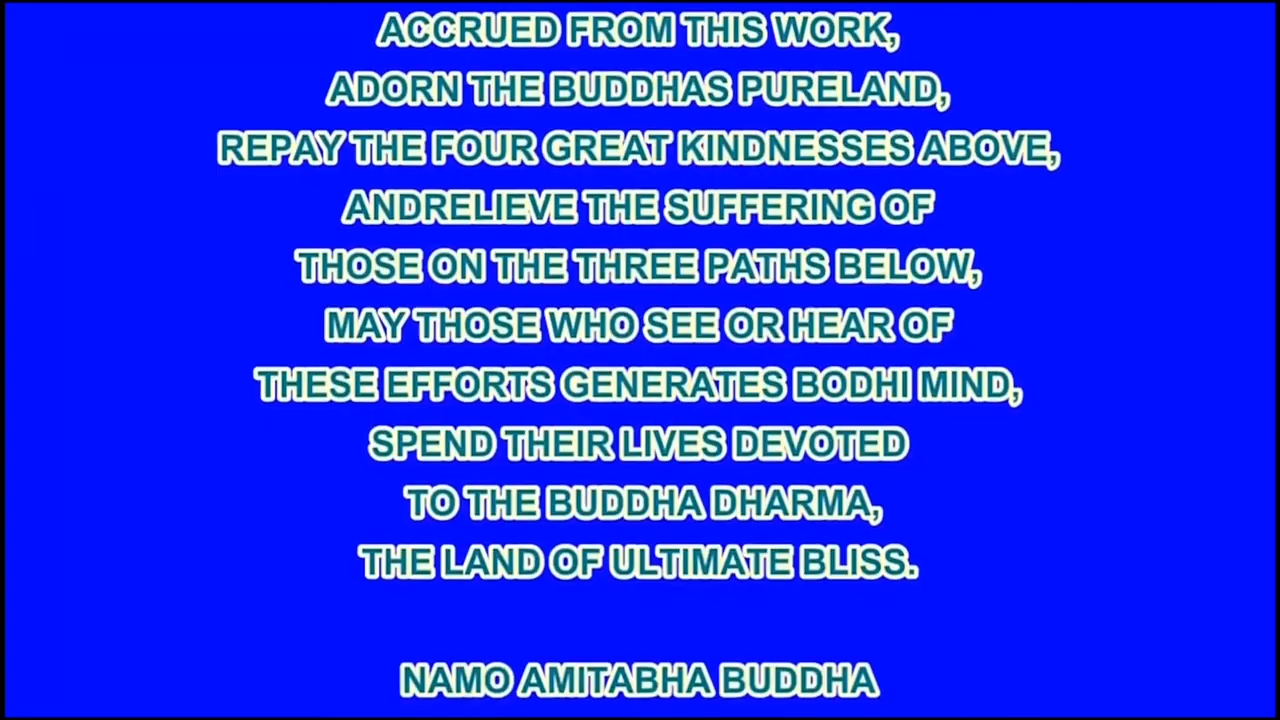 ACCRUED FROM THIS WORK,
ADORN THE BUDDHAS PURELAND,
REPAY THE FOUR GREAT KINDNESSES ABOVE,
ANDRELIEVE THE SUFFERING OF
THOSE ON THE THREE PATHS BELOW,
MAY THOSE WHO SEE OR HEAR OF
THESE EFFORTS GENERATES BODHI MIND,
SPEND THEIR LIVES DEVOTED
TO THE BUDDHA DHARMA,
THE LAND OF ULTIMATE BLISS.
NAMO AMITABHA BUDDHA